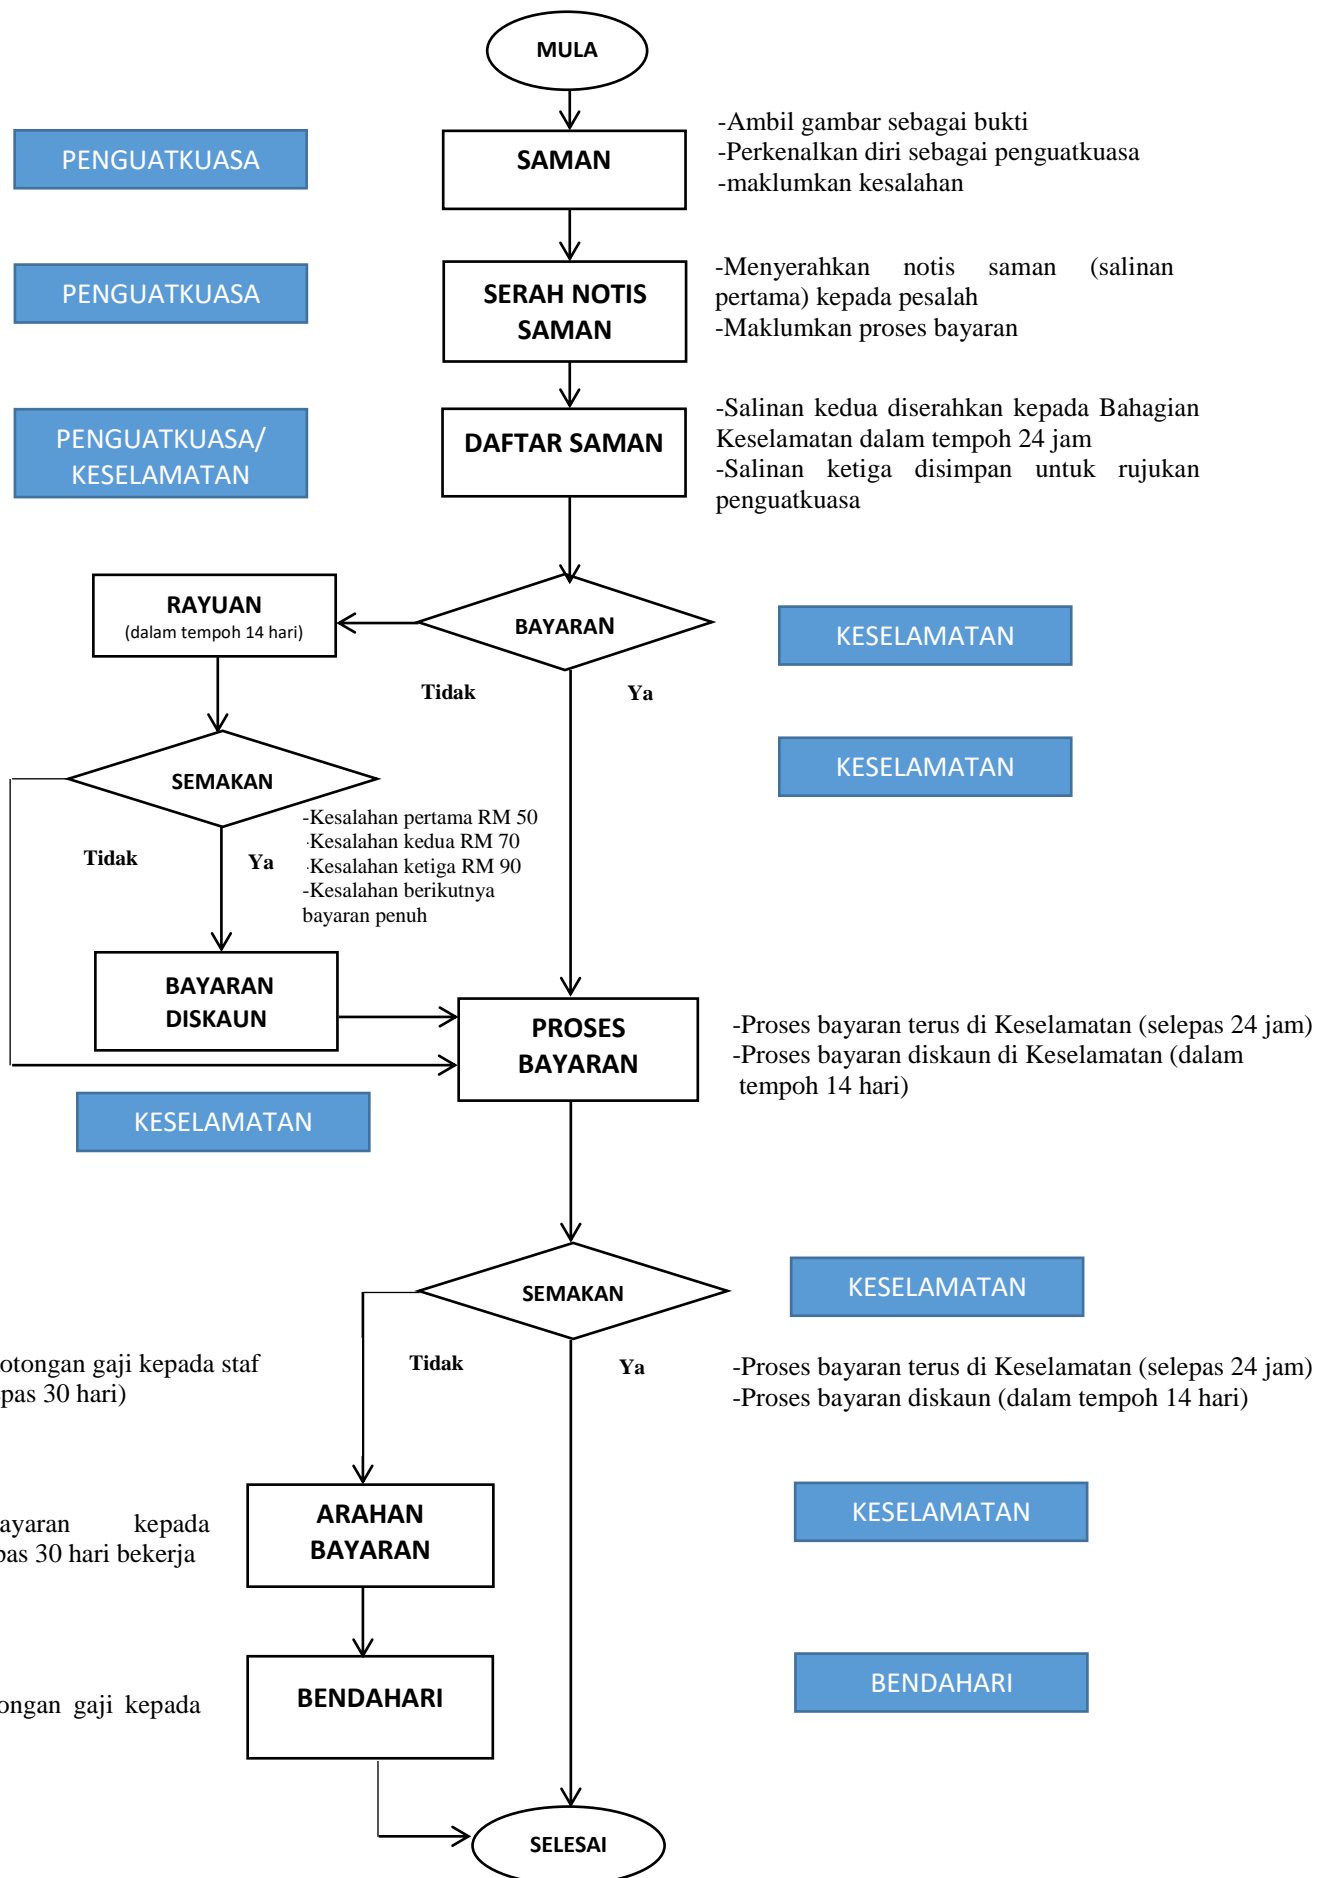 MULA
PENGUATKUASA
SAMAN
-Ambil gambar sebagai bukti
-Perkenalkan diri sebagai penguatkuasa
-maklumkan kesalahan
PENGUATKUASA
SERAH NOTIS
SAMAN
-Menyerahkan notis saman (salinan
pertama) kepada pesalah
-Maklumkan proses bayaran
PENGUATKUASA/
KESELAMATAN
DAFTAR SAMAN
-Salinan kedua diserahkan kepada Bahagian
Keselamatan dalam tempoh 24 jam
-Salinan ketiga disimpan untuk rujukan
penguatkuasa
RAYUAN
(dalam tempoh 14 hari)
BAYARAN
KESELAMATAN
Tidak
Ya
SEMAKAN
KESELAMATAN
-Kesalahan pertama RM 50
-Kesalahan kedua RM 70
-Kesalahan ketiga RM 90
-Kesalahan berikutnya
bayaran penuh
Tidak
Ya
BAYARAN
DISKAUN
PROSES
BAYARAN
-Proses bayaran terus di Keselamatan (selepas 24 jam)
-Proses bayaran diskaun di Keselamatan (dalam
tempoh 14 hari)
KESELAMATAN
SEMAKAN
KESELAMATAN
otongan gaji kepada staf
pas 30 hari)
Tidak
Ya
-Proses bayaran terus di Keselamatan (selepas 24 jam)
-Proses bayaran diskaun (dalam tempoh 14 hari)
ayaran kepada
pas 30 hari bekerja
ARAHAN
BAYARAN
KESELAMATAN
ongan gaji kepada
BENDAHARI
BENDAHARI
SELESAI